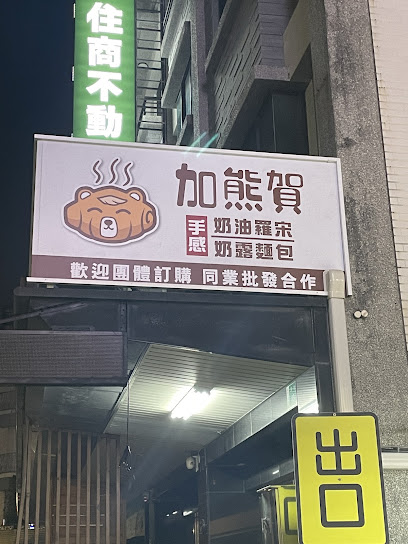 住商不動
加熊賀
手感
奶油羅宋
奶露麵包
歡迎團體訂購 同業批發合作
出口